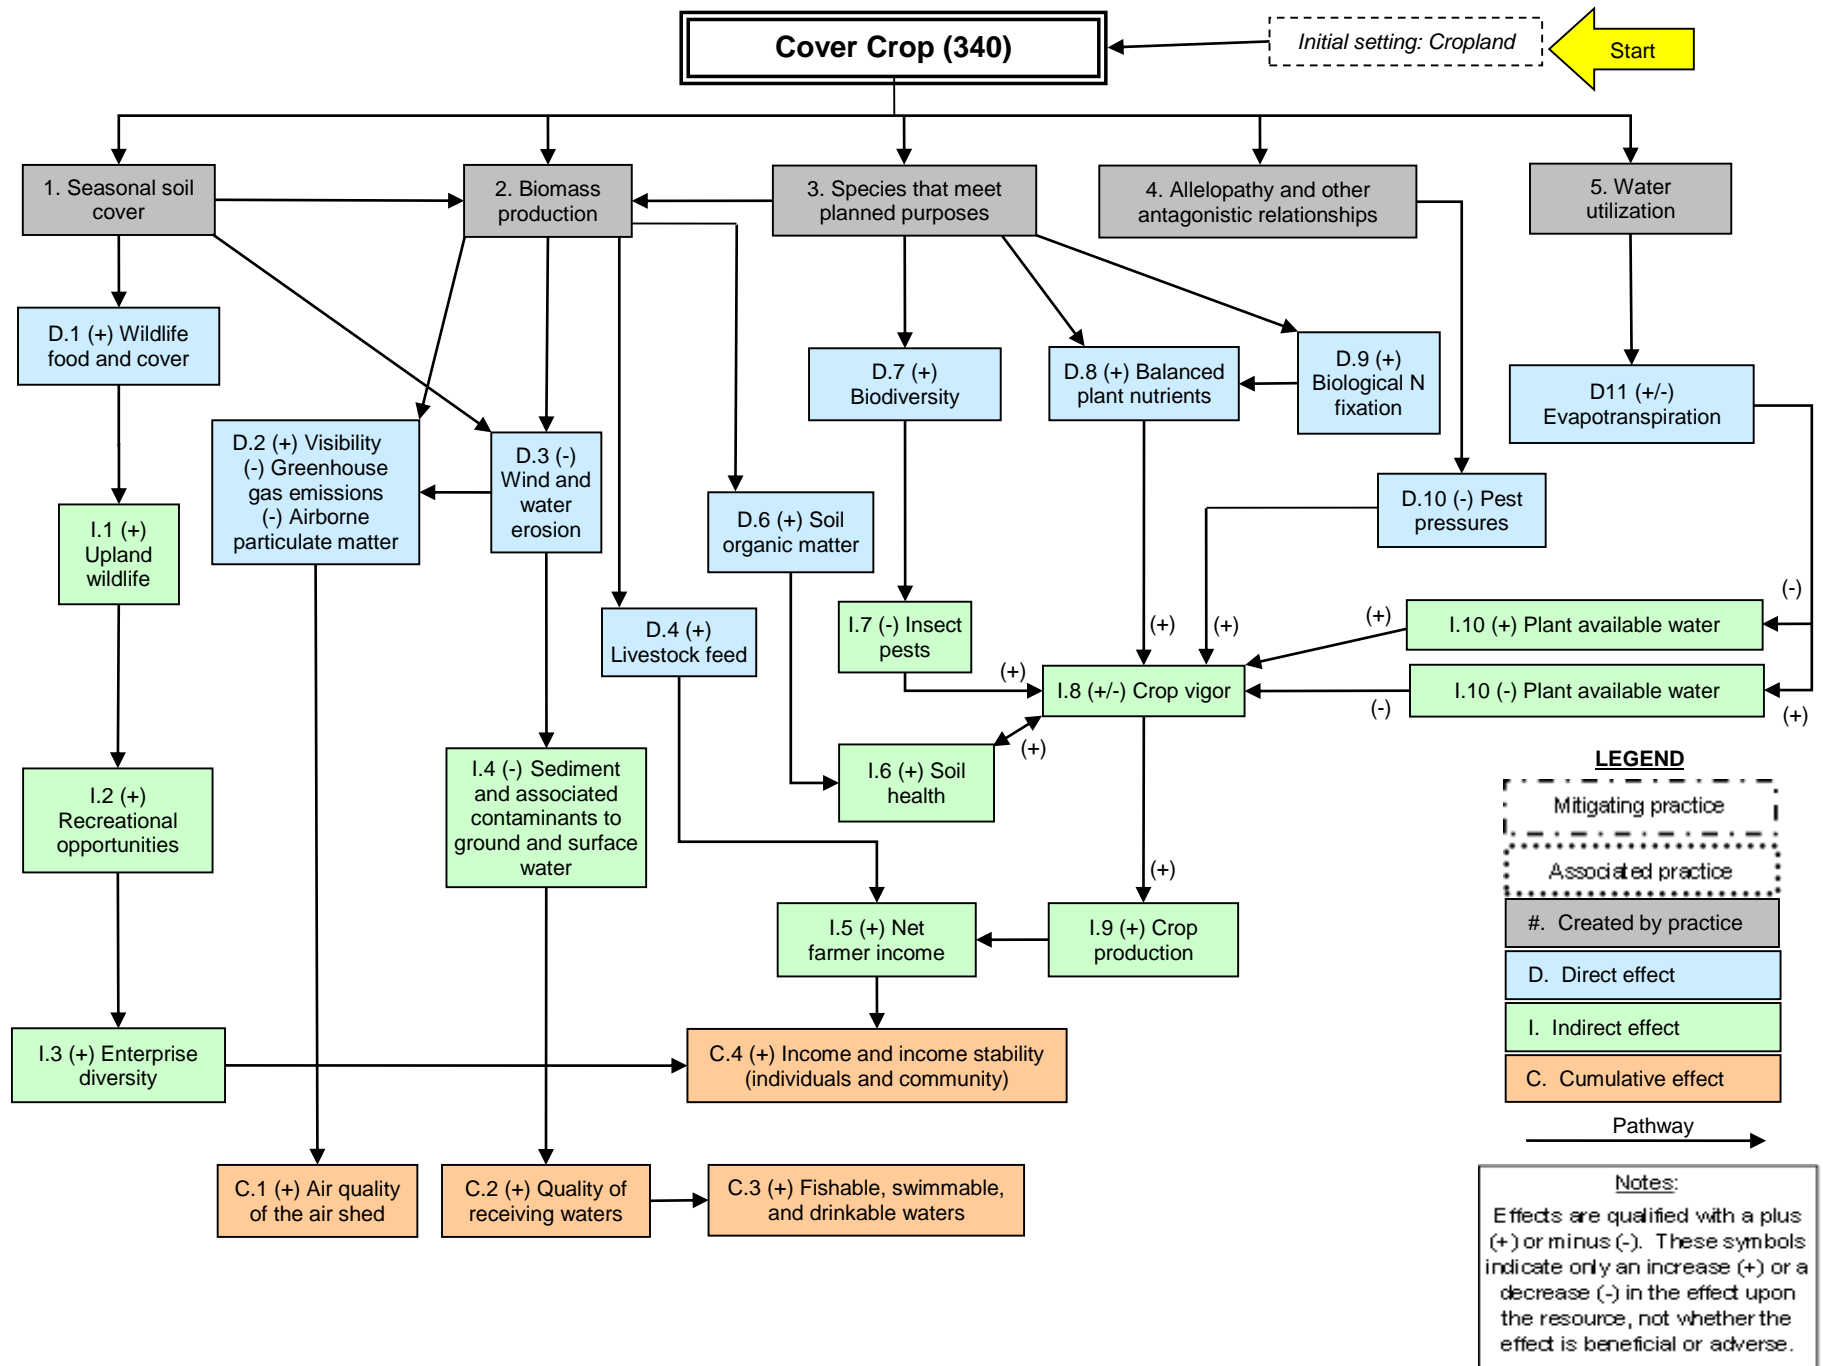 Cover Crop (340)
Initial setting: Cropland
Start
1. Seasonal soil
cover
2. Biomass
production
3. Species that meet
planned purposes
4. Allelopathy and other
antagonistic relationships
5. Water
utilization
D.1 (+) Wildlife
food and cover
D.2 (+) Visibility
(-) Greenhouse
gas emissions
(-) Airborne
particulate matter
D.3 (-)
Wind and
water
erosion
D.4 (+)
Livestock feed
D.6 (+) Soil
organic matter
D.7 (+)
Biodiversity
D.8 (+) Balanced
plant nutrients
D.9 (+)
Biological N
fixation
D.10 (-) Pest
pressures
D11 (+/-)
Evapotranspiration
I.1 (+)
Upland
wildlife
I.2 (+)
Recreational
opportunities
I.3 (+) Enterprise
diversity
I.4 (-) Sediment
and associated
contaminants to
ground and surface
water
I.5 (+) Net
farmer income
I.6 (+) Soil
health
I.7 (-) Insect
pests
(+)
(+)
(+)
(+)
(-)
I.10 (+) Plant available water
I.8 (+/-) Crop vigor
I.10 (-) Plant available water
(+)
(-)
(+)
(+)
I.9 (+) Crop
production
C.4 (+) Income and income stability
(individuals and community)
C.1 (+) Air quality
of the air shed
C.2 (+) Quality of
receiving waters
C.3 (+) Fishable, swimmable,
and drinkable waters
LEGEND
Mitigating practice
Associated practice
#. Created by practice
D. Direct effect
I. Indirect effect
C. Cumulative effect
Pathway
Notes:
Effects are qualified with a plus
(+) or minus (-). These symbols
indicate only an increase (+) or a
decrease (-) in the effect upon
the resource, not whether the
effect is beneficial or adverse.